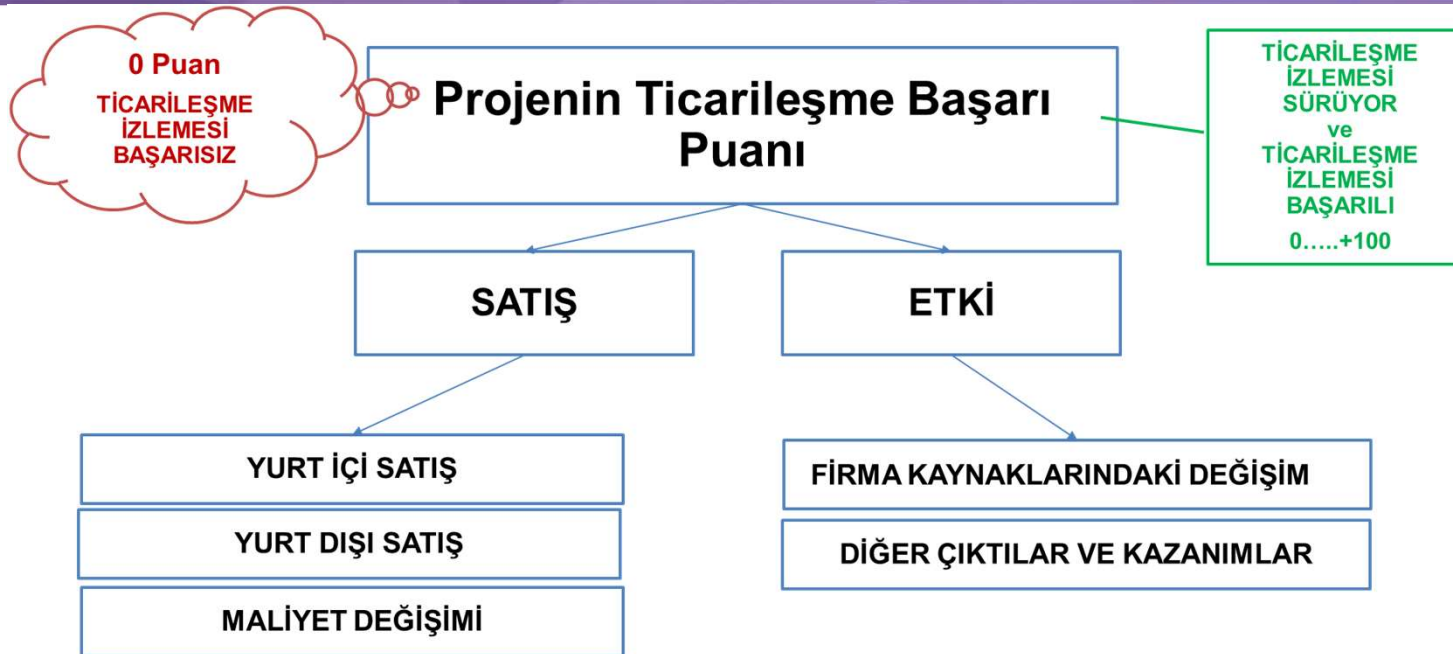 0 Puan
TİCARİLEŞME
İZLEMESİ
BAŞARISIZ
Projenin Ticarileşme Başarı
Puanı
TİCARİLEŞME
İZLEMESİ
SÜRÜYOR
ve
TİCARİLEŞME
İZLEMESİ
BAŞARILI
0…..+100
SATIŞ
ETKİ
YURT İÇİ SATIŞ
YURT DIŞI SATIŞ
MALİYET DEĞİŞİMİ
FİRMA KAYNAKLARINDAKİ DEĞİŞİM
DİĞER ÇIKTILAR VE KAZANIMLAR